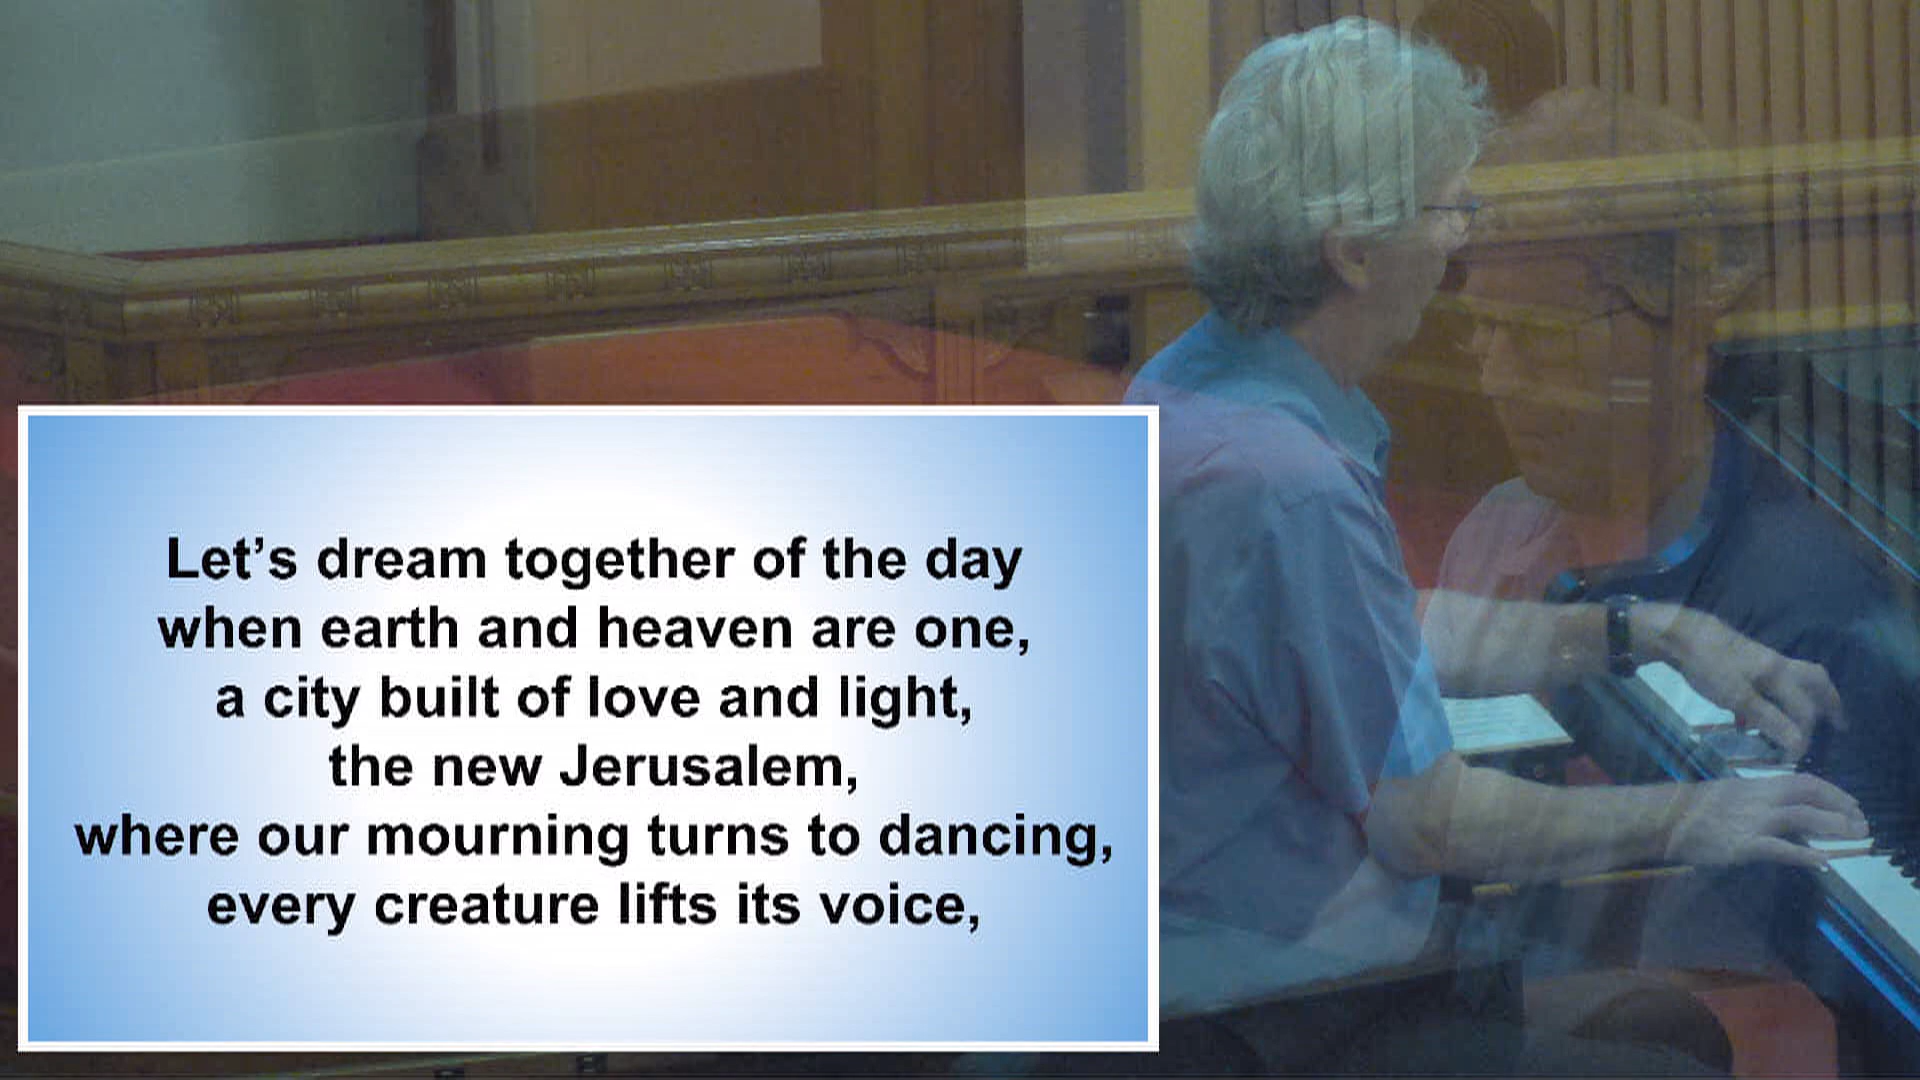 Let’s dream together of the day
when earth and heaven are one,
a city built of love and light,
the new Jerusalem,
where our mourning turns to dancing,
every creature lifts its voice,